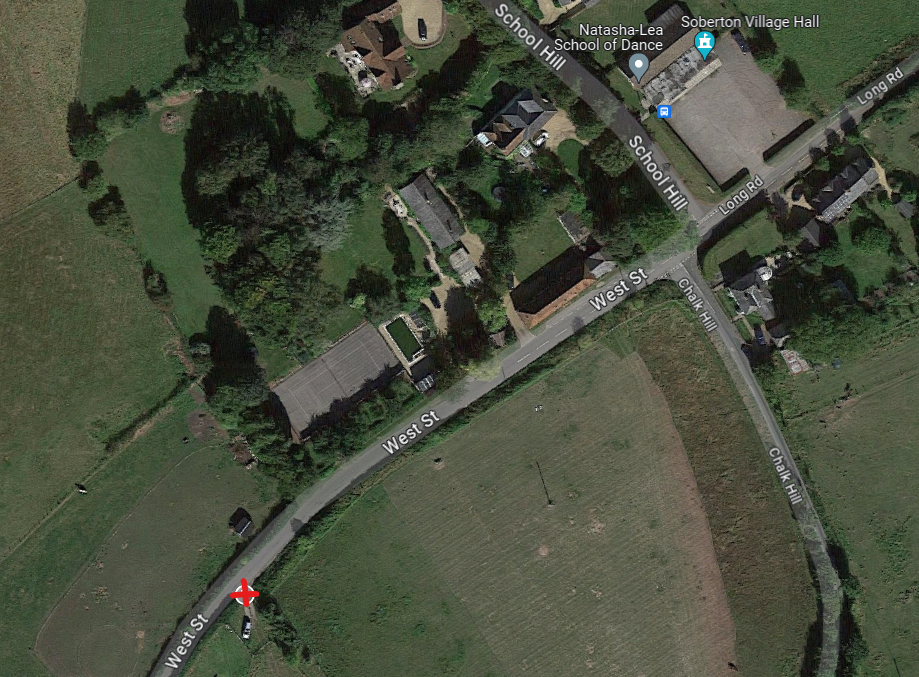 School Hill
Natasha-Lea
School of Dance
Soberton Village Hall
Long Rd
School Hill
Long Rd
West St
Chalk Hill
West St
Chalk Hill
West St